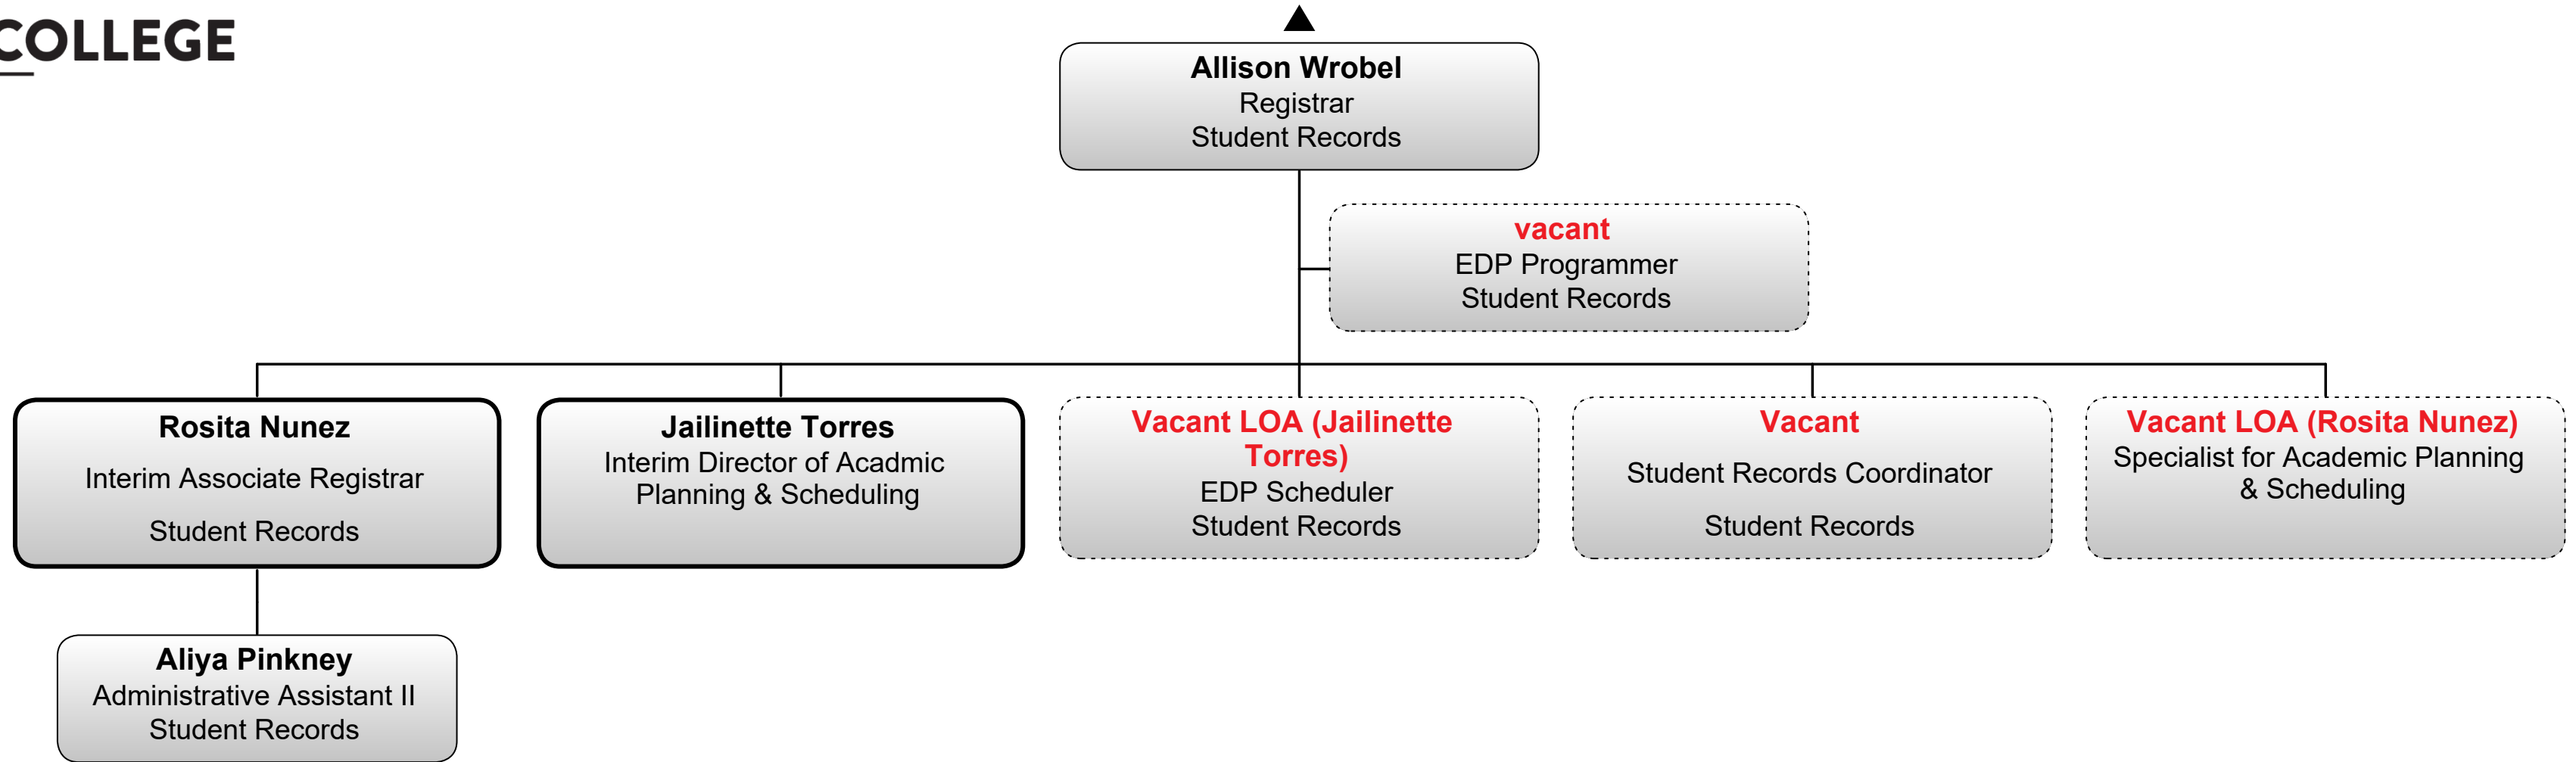 COLLEGE
Allison Wrobel
Registrar
Student Records
vacant
EDP Programmer
Student Records
Rosita Nunez
Interim Associate Registrar
Student Records
Jailinette Torres
Interim Director of Acadmic
Planning & Scheduling
Vacant LOA (Jailinette
Torres)
EDP Scheduler
Student Records
Vacant
Student Records Coordinator
Student Records
Vacant LOA (Rosita Nunez)
Specialist for Academic Planning
& Scheduling
Aliya Pinkney
Administrative Assistant II
Student Records